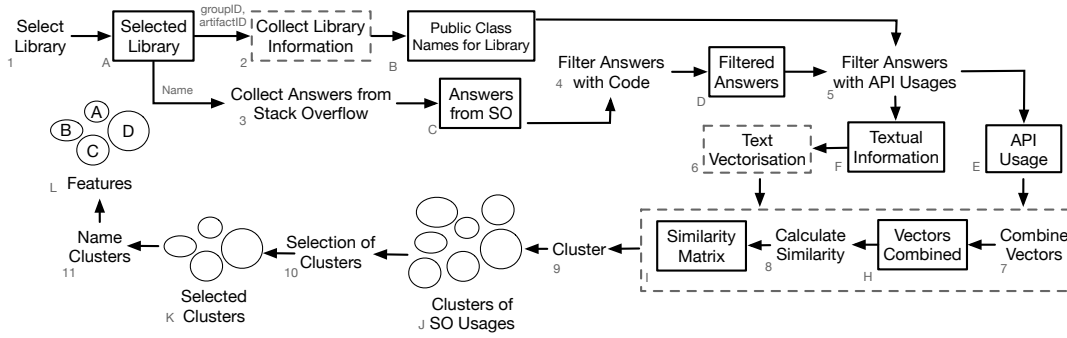 Select
Library
1
Selected
Library
A
groupID,
artifactID
Collect Library
Information
2
Public Class
Names for Library
B
Name
Collect Answers from
Stack Overflow
3
Answers
from SO
C
Filter Answers
with Code
4
Filtered
Answers
D
Filter Answers
with API Usages
5
Textual
Information
F
API
Usage
E
Text
Vectorisation
6
Combine
Vectors
7
Vectors
Combined
H
Calculate
Similarity
8
Similarity
Matrix
I
Cluster
9
Clusters of
J SO Usages
Selection of
Clusters
10
Selected
K Clusters
Name
Clusters
11
L Features
A
B
D
C